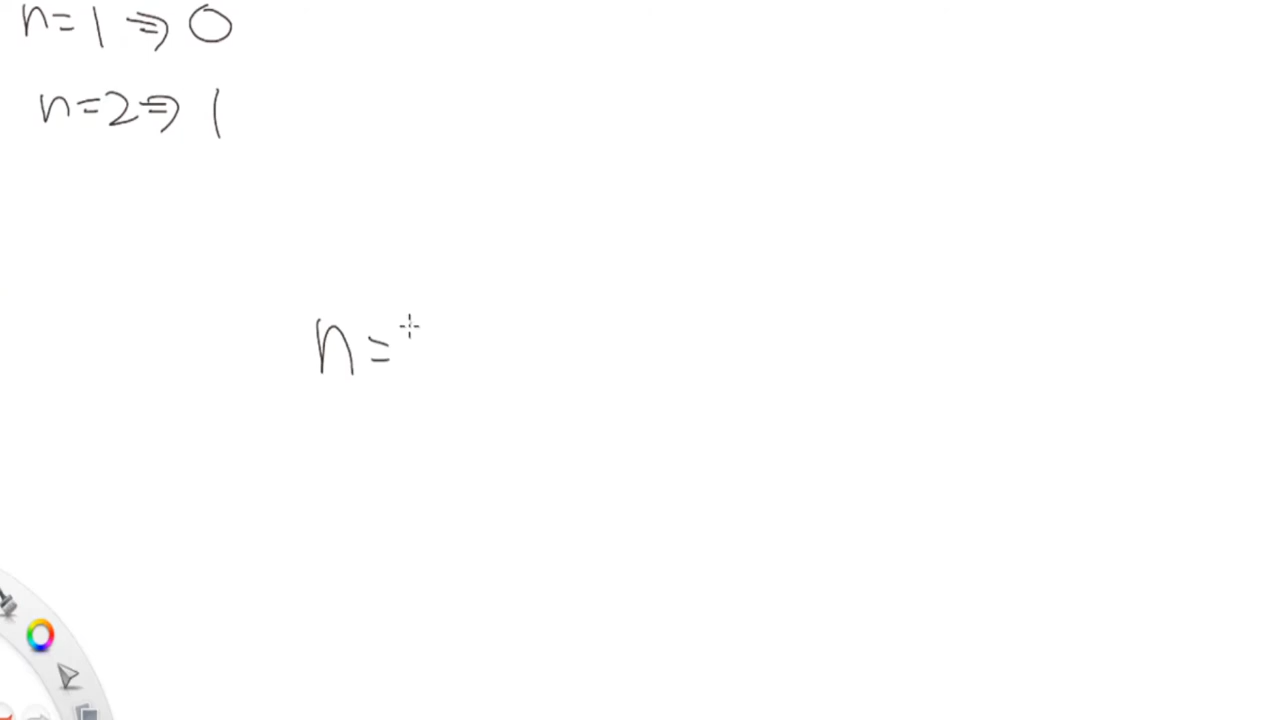 n=1 ⇒ 0
n=2 ⇒ 1
n=